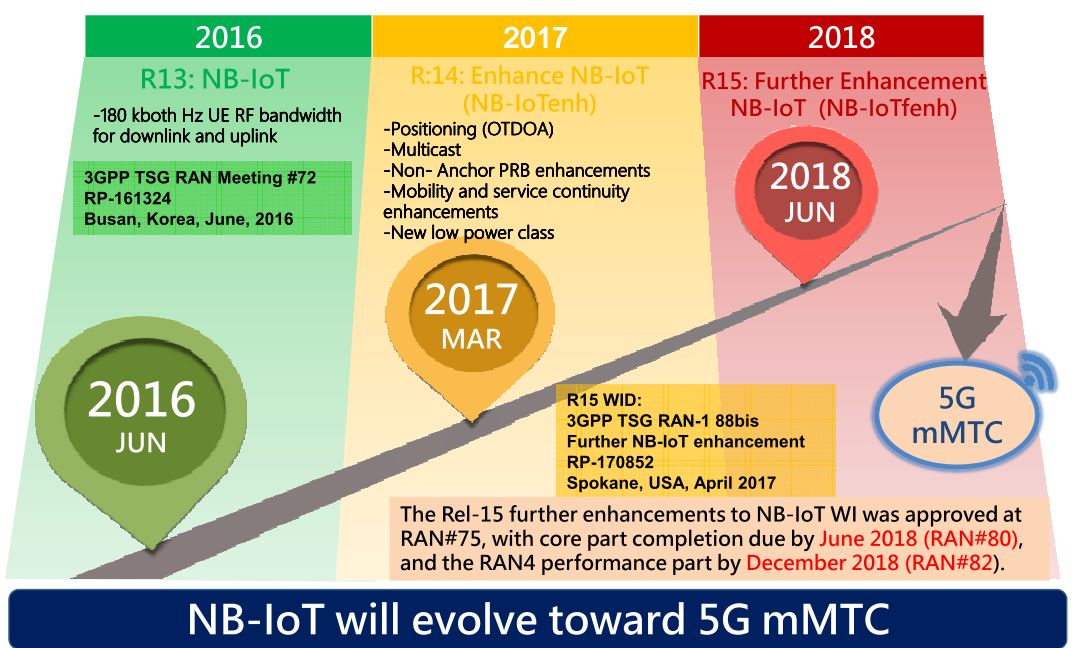 2016
2017
2018
R13: NB-IoT
-180 kboth Hz UE RF bandwidth
for downlink and uplink
3GPP TSG RAN Meeting #72
RP-161324
Busan, Korea, June, 2016
R:14: Enhance NB-IoT
(NB-IoTenh)
-Positioning (OTDOA)
-Multicast
-Non- Anchor PRB enhancements
-Mobility and service continuity
enhancements
-New low power class
R15: Further Enhancement
NB-IoT (NB-IoTfenh)
2018
JUN
2017
MAR
2016
JUN
5G
mMTC
R15 WID:
3GPP TSG RAN-1 88bis
Further NB-IoT enhancement
RP-170852
Spokane, USA, April 2017
The Rel-15 further enhancements to NB-IoT WI was approved at
RAN#75, with core part completion due by June 2018 (RAN#80),
and the RAN4 performance part by December 2018 (RAN#82).
NB-IoT will evolve toward 5G mMTC